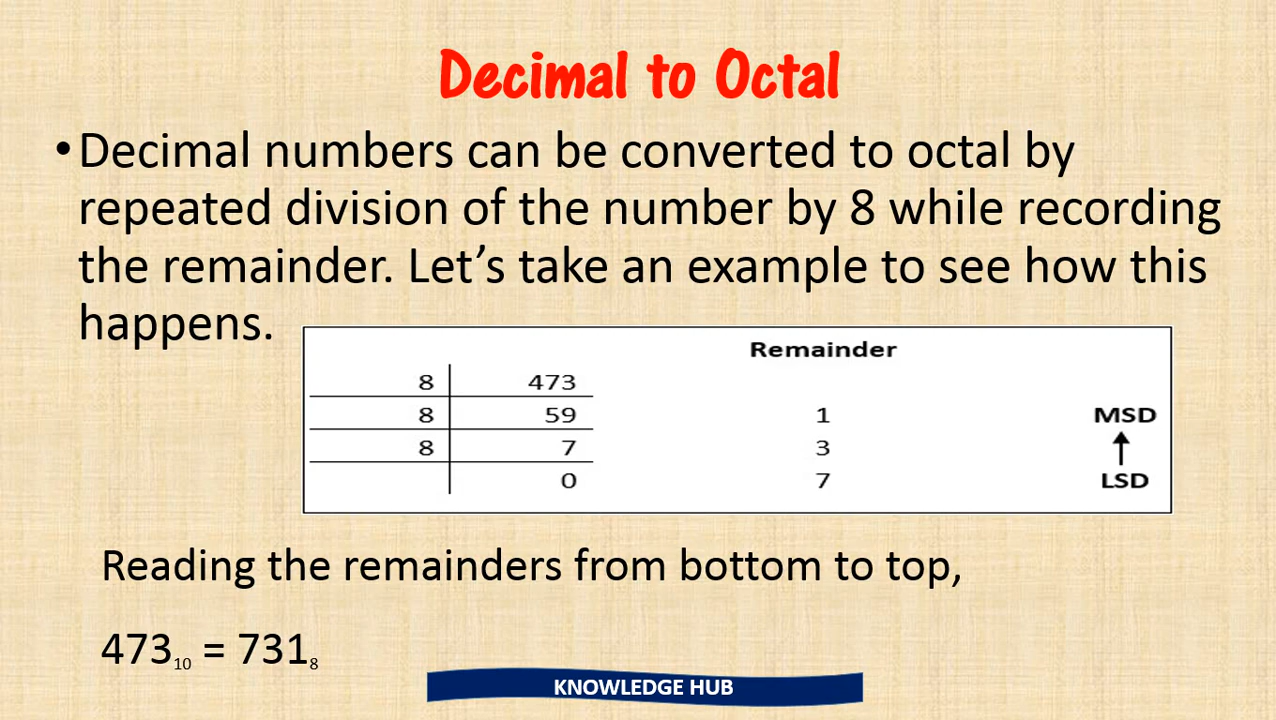 Decimal to Octal
•Decimal numbers can be converted to octal by
repeated division of the number by 8 while recording
the remainder. Let’s take an example to see how this
happens.
Remainder
8 473
8 59 1 MSD
8 7 3 ↑
0 7 LSD
Reading the remainders from bottom to top,
473₁₀ = 731₈
KNOWLEDGE HUB